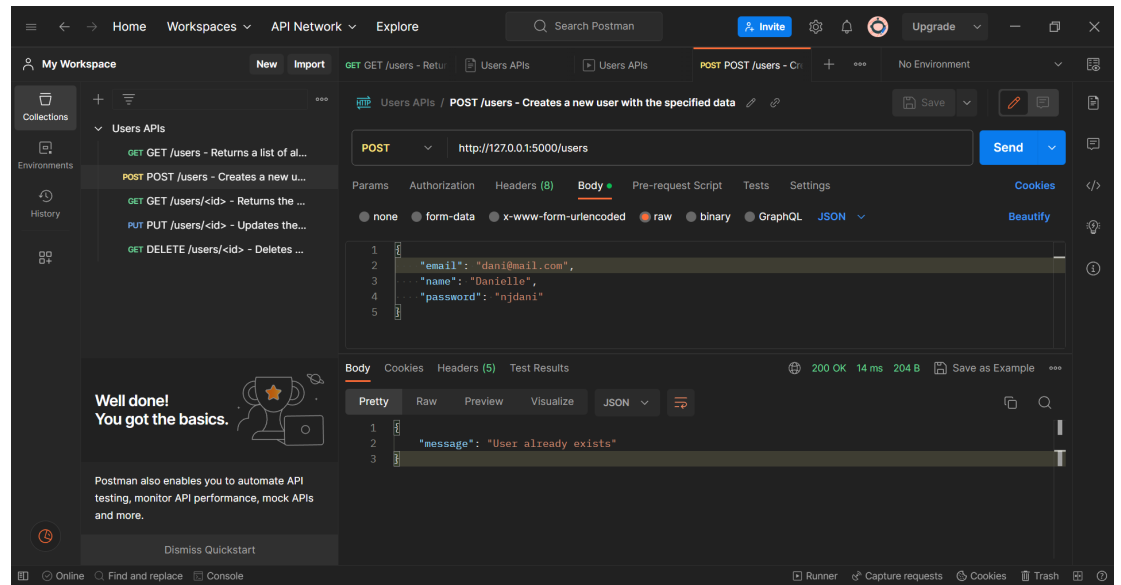 Home Workspaces API Network Explore Search Postman Invite Upgrade
My Workspace New Import GET GET /users - Retur Users APIs Users APIs POST POST /users - Cre No Environment
Collections
Environments
History
Users APIs
GET GET /users - Returns a list of al...
POST POST /users - Creates a new u...
GET GET /users/<id> - Returns the ...
PUT PUT /users/<id> - Updates the...
GET DELETE /users/<id> - Deletes ...
HTTP Users APIs / POST /users - Creates a new user with the specified data Save
POST http://127.0.0.1:5000/users Send
Params Authorization Headers (8) Body Pre-request Script Tests Settings Cookies
none form-data x-www-form-urlencoded raw binary GraphQL JSON Beautify
1 {
2 "email": "dani@mail.com",
3 "name": "Danielle",
4 "password": "njdani"
5 }
Body Cookies Headers (5) Test Results 200 OK 14 ms 204 B Save as Example
Pretty Raw Preview Visualize JSON
1 {
2 "message": "User already exists"
3 }
Well done!
You got the basics.
Postman also enables you to automate API
testing, monitor API performance, mock APIs
and more.
Dismiss Quickstart
Online Find and replace Console Runner Capture requests Cookies Trash